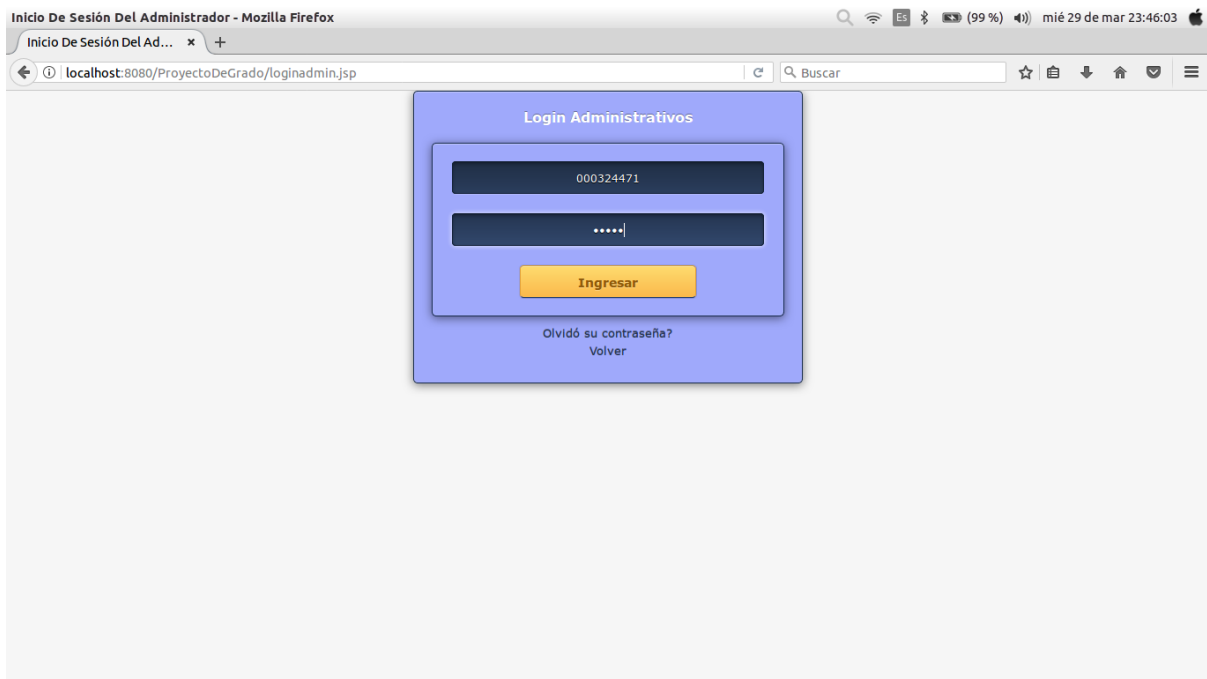 Inicio De Sesión Del Administrador - Mozilla Firefox
Es (99 %) mié 29 de mar 23:46:03
Inicio De Sesión Del Ad... × +
localhost:8080/ProyectoDeGrado/loginadmin.jsp
Buscar
Login Administrativos
000324471
•••••
Ingresar
Olvidó su contraseña?
Volver